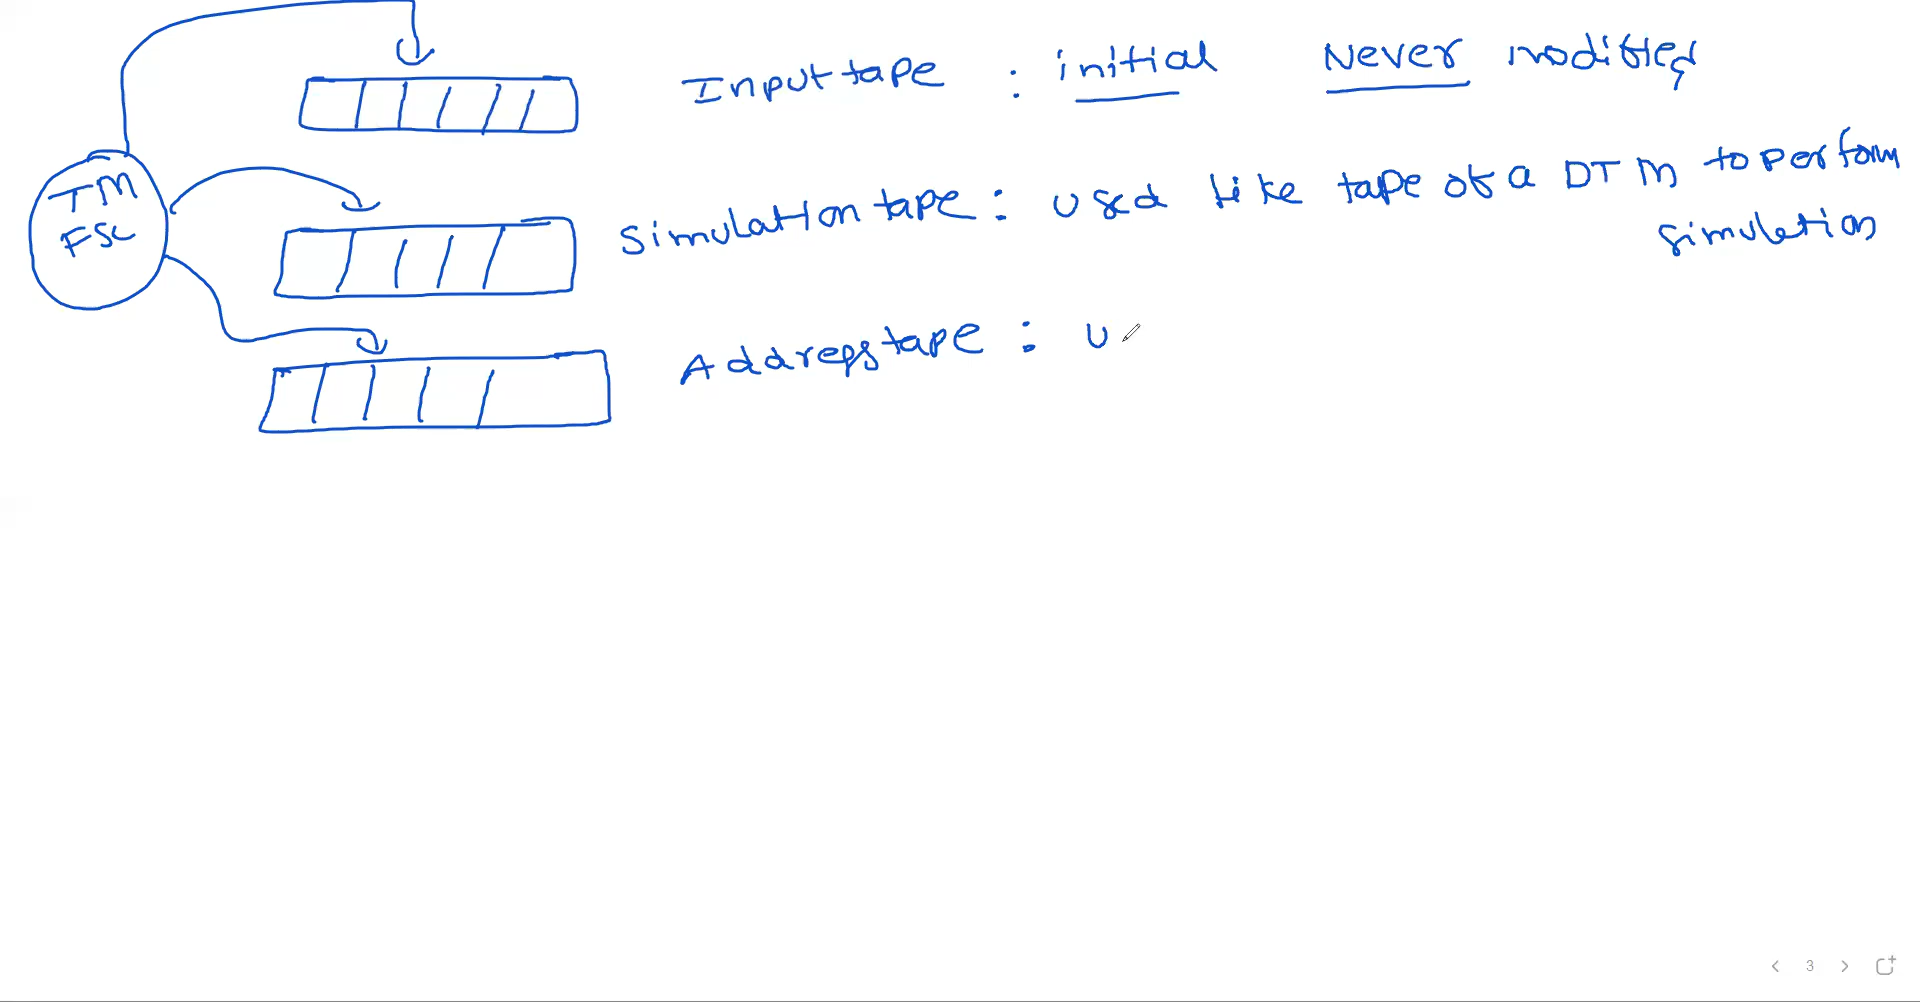 Input tape : initial Never modified
TM
FSC
Simulation tape : used like tape of a DTM to perform
simulation
Address tape : U
3